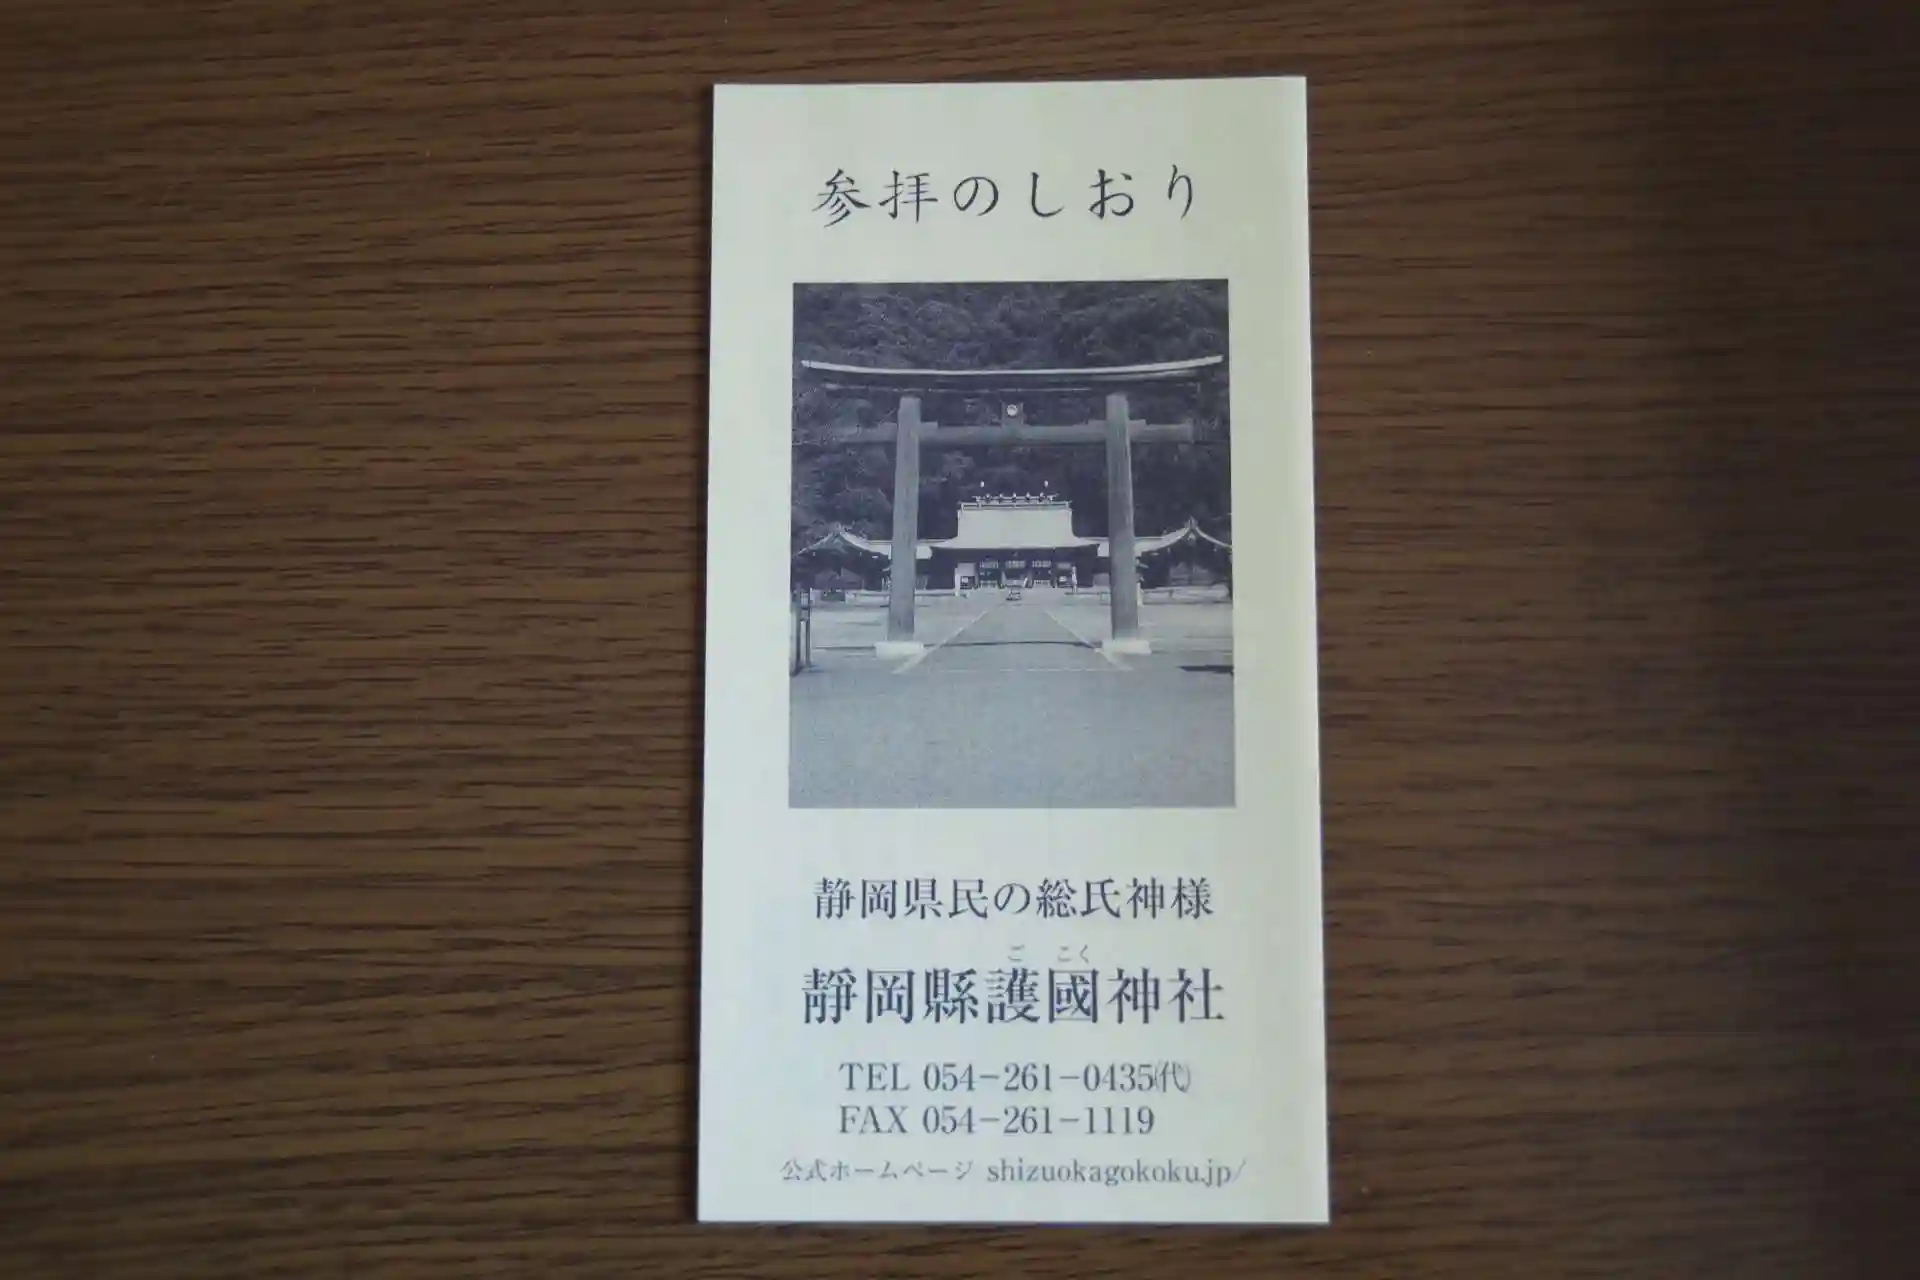 参拝のしおり
静岡県民の総氏神様
ご こく
靜岡縣護國神社
TEL 054-261-0435㈹
FAX 054-261-1119
公式ホームページ shizuokagokoku.jp/